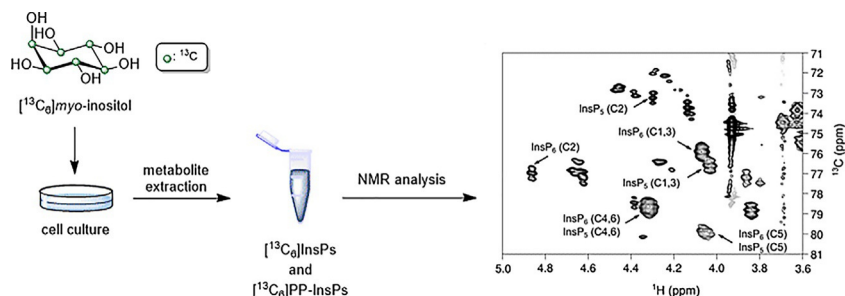 OH
HO
OH
HO
OH
OH
: ¹³C
[¹³C₆]myo-inositol
cell culture
metabolite
extraction
[¹³C₆]InsPs
and
[¹³C₆]PP-InsPs
NMR analysis
InsP₅ (C2)
InsP₆ (C1,3)
InsP₆ (C2)
InsP₅ (C1,3)
InsP₆ (C4,6)
InsP₅ (C4,6)
InsP₆ (C5)
InsP₅ (C5)
71
72
73
74
75
76
77
78
79
80
81
¹³C (ppm)
5.0 4.8 4.6 4.4 4.2 4.0 3.8 3.6
¹H (ppm)